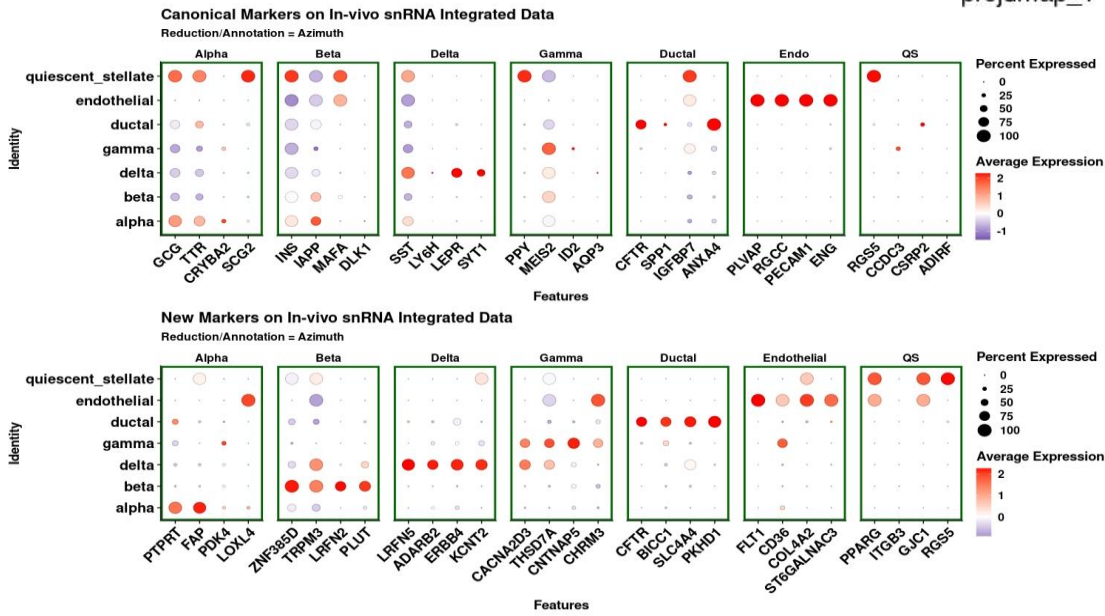 Canonical Markers on In-vivo snRNA Integrated Data
Reduction/Annotation = Azimuth
Alpha Beta Delta Gamma Ductal Endo QS
Identity
quiescent_stellate
endothelial
ductal
gamma
delta
beta
alpha
GCG TTR CRYBA2 SCG2 INS IAPP MAFA DLK1 SST LY6H LEPR SYT1 PPY MEIS2 ID2 AQP3 CFTR SPP1 IGFBP7 ANXA4 PLVAP RGCC PECAM1 ENG RGS5 CCDC3 CSRP2 ADIRF
Features
Percent Expressed
0
25
50
75
100
Average Expression
2
1
0
-1
New Markers on In-vivo snRNA Integrated Data
Reduction/Annotation = Azimuth
Alpha Beta Delta Gamma Ductal Endothelial QS
Identity
quiescent_stellate
endothelial
ductal
gamma
delta
beta
alpha
PTPRT FAP PDK4 LOXL4 ZNF385D TRPM3 LRFN2 PLUT LRFN5 ADARB2 ERBB4 KCNT2 CACNA2D3 THSD7A CNTNAP5 CHRM3 CFTR BICC1 SLC4A4 PKHD1 FLT1 CD36 COL4A2 ST6GALNAC3 PPARG ITGB3 GJC1 RGS5
Features
Percent Expressed
0
25
50
75
100
Average Expression
2
1
0